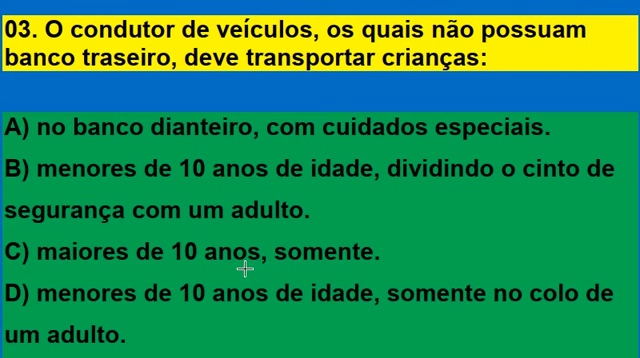 03. O condutor de veículos, os quais não possuam
banco traseiro, deve transportar crianças:
A) no banco dianteiro, com cuidados especiais.
B) menores de 10 anos de idade, dividindo o cinto de
segurança com um adulto.
C) maiores de 10 anos, somente.
D) menores de 10 anos de idade, somente no colo de
um adulto.